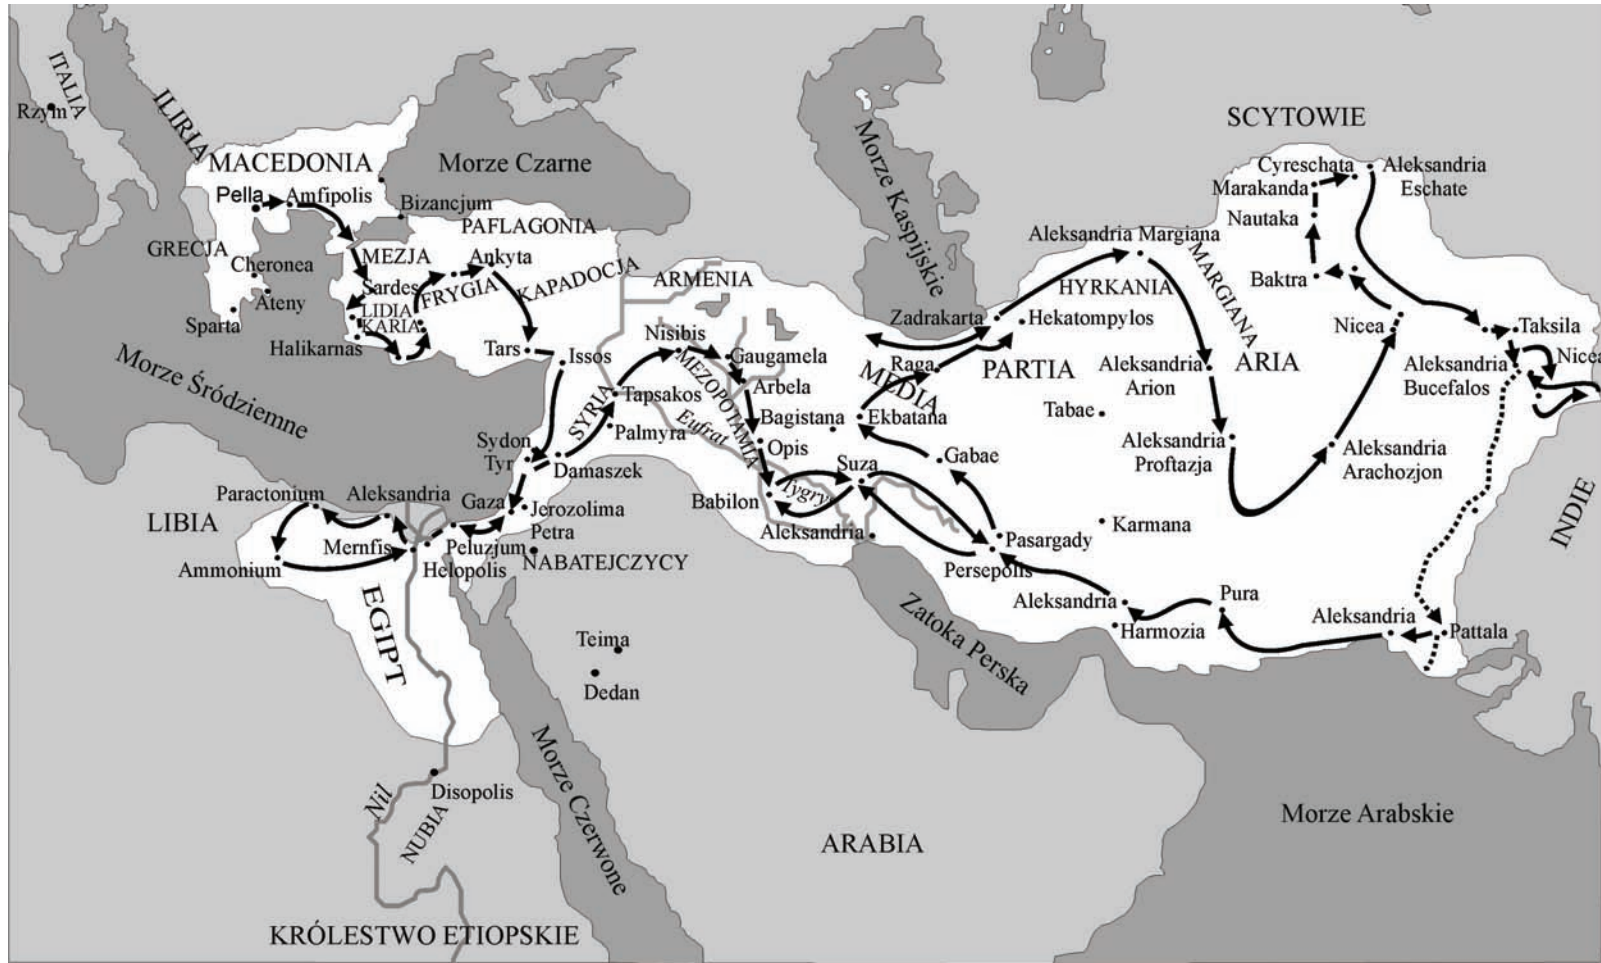 ITALIA
Rzym
ILIRIA
MACEDONIA
Pella
Amfipolis
Morze Czarne
Bizancjum
PAFLAGONIA
GRECJA
MEZJA
Ankyta
Cheronea
Sardes
FRYGIA
KAPADOCJA
Ateny
LIDIA
KARIA
Sparta
Halikarnas
Tars
Issos
Morze Śródziemne
ARMENIA
Nisibis
Gaugamela
MEZOPOTAMIA
Arbela
SYRIA
Tapsakos
Eufrat
Palmyra
Bagistana
Opis
Sydon
Tyr
Damaszek
Suza
Tygrys
Babilon
Aleksandria
Paractonium
Aleksandria
Gaza
Jerozolima
LIBIA
Petra
Mernfis
Peluzjum
NABATEJCZYCY
Ammonium
Helopolis
EGIPT
Teima
Dedan
Morze Czerwone
Nil
Disopolis
NUBIA
ARABIA
KRÓLESTWO ETIOPSKIE
Morze Kaspijskie
SCYTOWIE
Cyreschata
Aleksandria
Eschate
Marakanda
Nautaka
Aleksandria Margiana
MARGIANA
HYRKANIA
Baktra
Zadrakarta
Hekatompylos
Nicea
Taksila
Raga
MEDIA
PARTIA
Aleksandria
Arion
ARIA
Aleksandria
Bucefalos
Nicea
Ekbatana
Tabae
Gabae
Aleksandria
Proftazja
Aleksandria
Arachozjon
INDIE
Karmana
Pasargady
Persepolis
Aleksandria
Harmozia
Pura
Aleksandria
Pattala
Zatoka Perska
Morze Arabskie